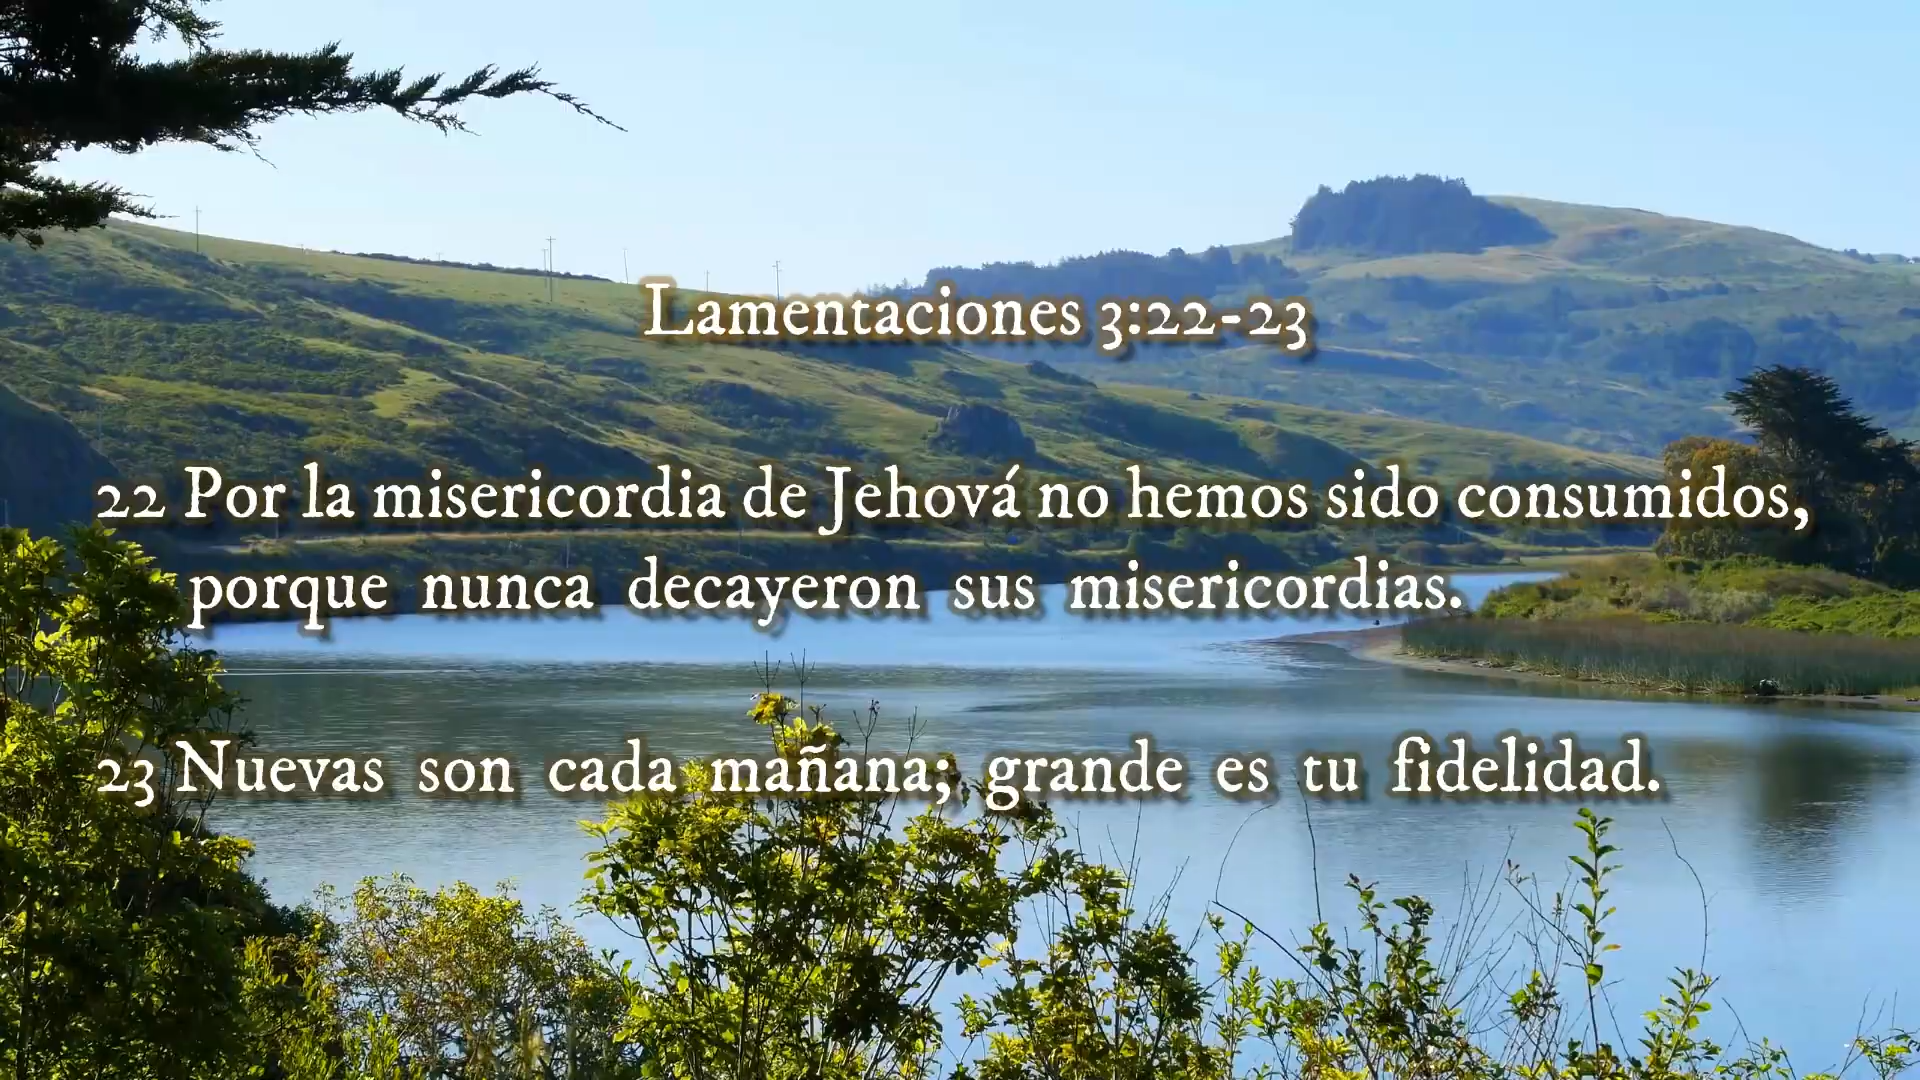 Lamentaciones 3:22-23
22 Por la misericordia de Jehová no hemos sido consumidos,
porque nunca decayeron sus misericordias.
23 Nuevas son cada mañana; grande es tu fidelidad.